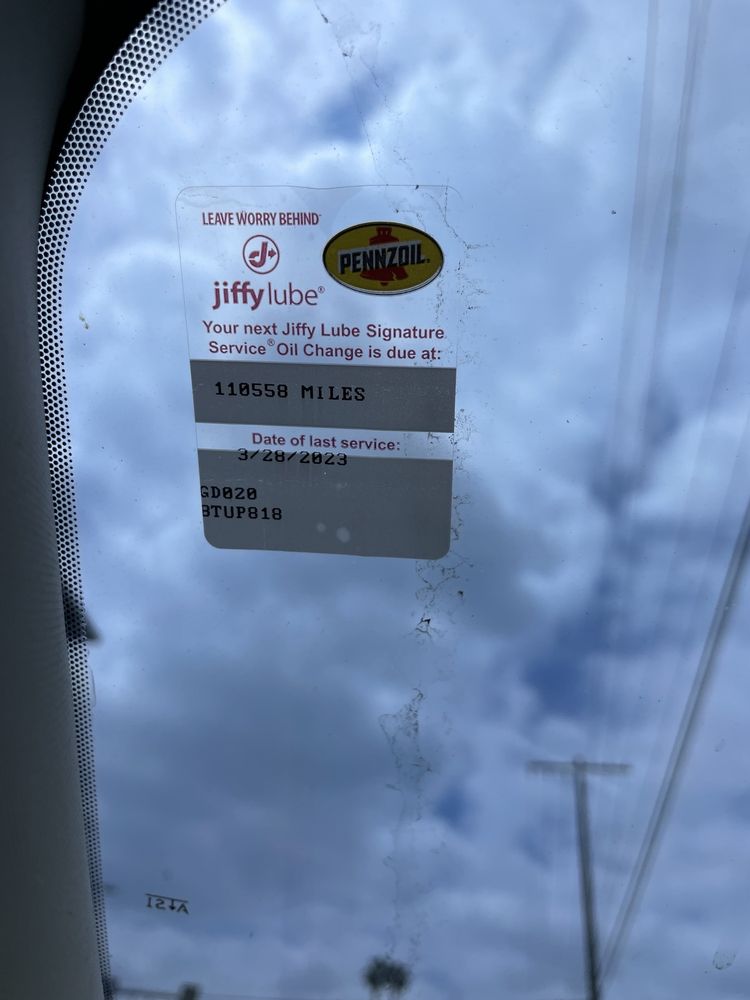 LEAVE WORRY BEHIND
PENNZOIL®
jiffy lube®
Your next Jiffy Lube Signature
Service® Oil Change is due at:
110558 MILES
Date of last service:
3/28/2023
GD020
BTUP818